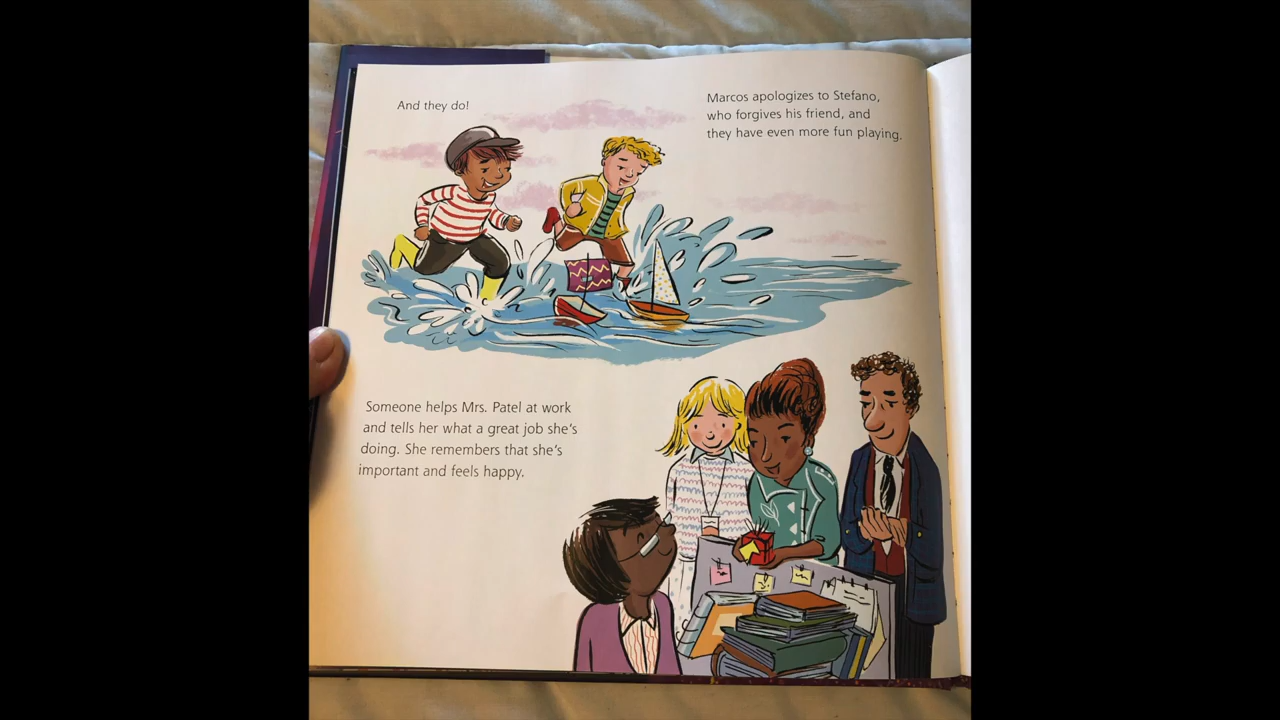 And they do!
Marcos apologizes to Stefano,
who forgives his friend, and
they have even more fun playing.
Someone helps Mrs. Patel at work
and tells her what a great job she's
doing. She remembers that she's
important and feels happy.